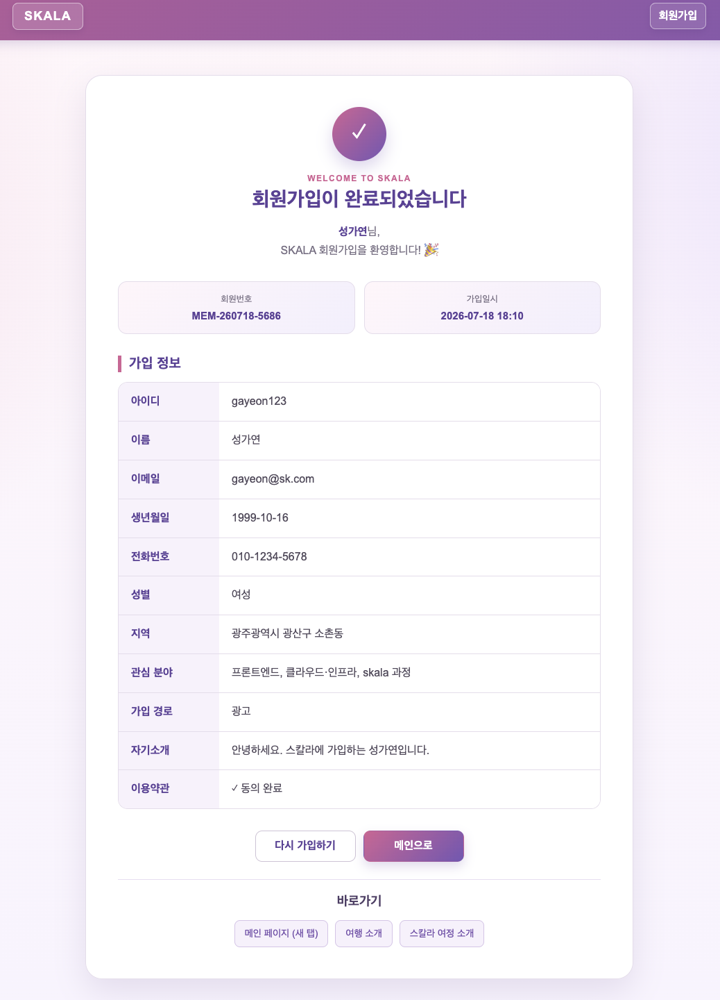 SKALA
회원가입
✓
WELCOME TO SKALA
회원가입이 완료되었습니다
성가연님,
SKALA 회원가입을 환영합니다! 🎉
회원번호
MEM-260718-5686
가입일시
2026-07-18 18:10
가입 정보
아이디 gayeon123
이름 성가연
이메일 gayeon@sk.com
생년월일 1999-10-16
전화번호 010-1234-5678
성별 여성
지역 광주광역시 광산구 소촌동
관심 분야 프론트엔드, 클라우드·인프라, skala 과정
가입 경로 광고
자기소개 안녕하세요. 스칼라에 가입하는 성가연입니다.
이용약관 ✓ 동의 완료
다시 가입하기
메인으로
바로가기
메인 페이지 (새 탭)
여행 소개
스칼라 여정 소개